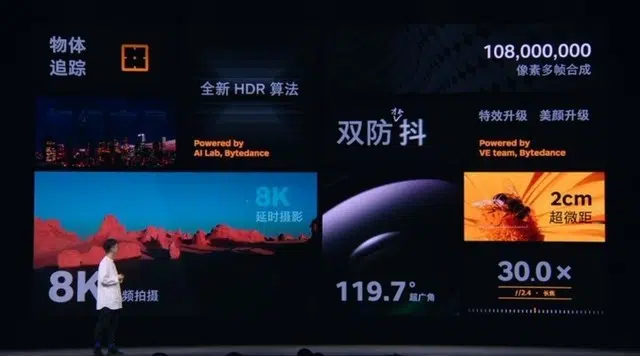 物体
追踪
全新 HDR 算法
Powered by
AI Lab, Bytedance
108,000,000
像素多帧合成
双防抖
特效升级 美颜升级
Powered by
VE team, Bytedance
8K
延时摄影
8K 视频拍摄
119.7° 超广角
2cm
超微距
30.0×
f/2.4 · 长焦